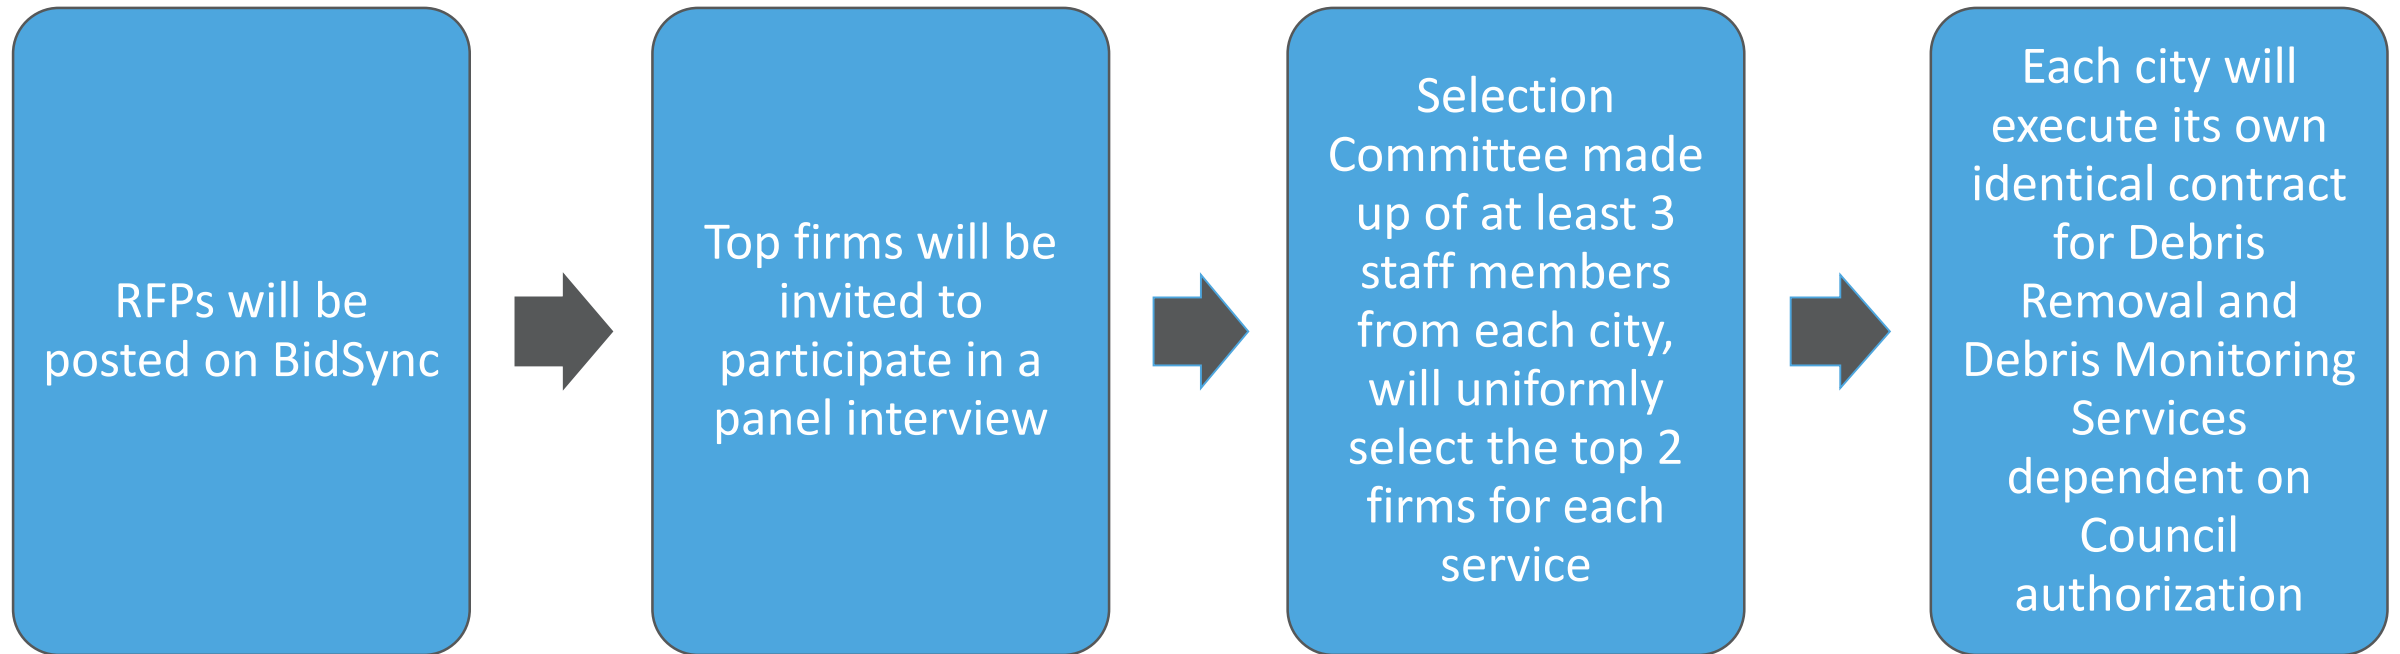 RFPs will be
posted on BidSync
Top firms will be
invited to
participate in a
panel interview
Selection
Committee made
up of at least 3
staff members
from each city,
will uniformly
select the top 2
firms for each
service
Each city will
execute its own
identical contract
for Debris
Removal and
Debris Monitoring
Services
dependent on
Council
authorization